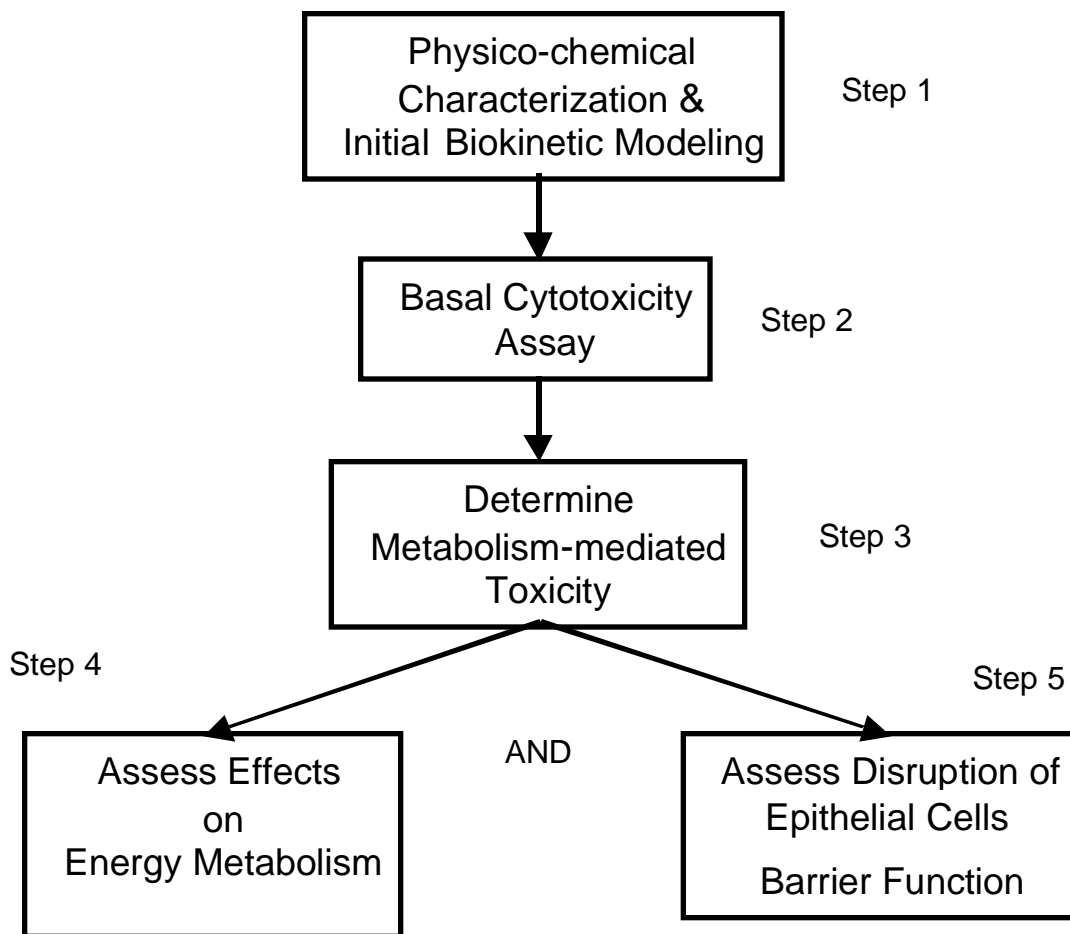 Physico-chemical
Characterization &
Initial Biokinetic Modeling
Step 1
Basal Cytotoxicity
Assay
Step 2
Determine
Metabolism-mediated
Toxicity
Step 3
Step 4
Assess Effects
on
Energy Metabolism
AND
Step 5
Assess Disruption of
Epithelial Cells
Barrier Function